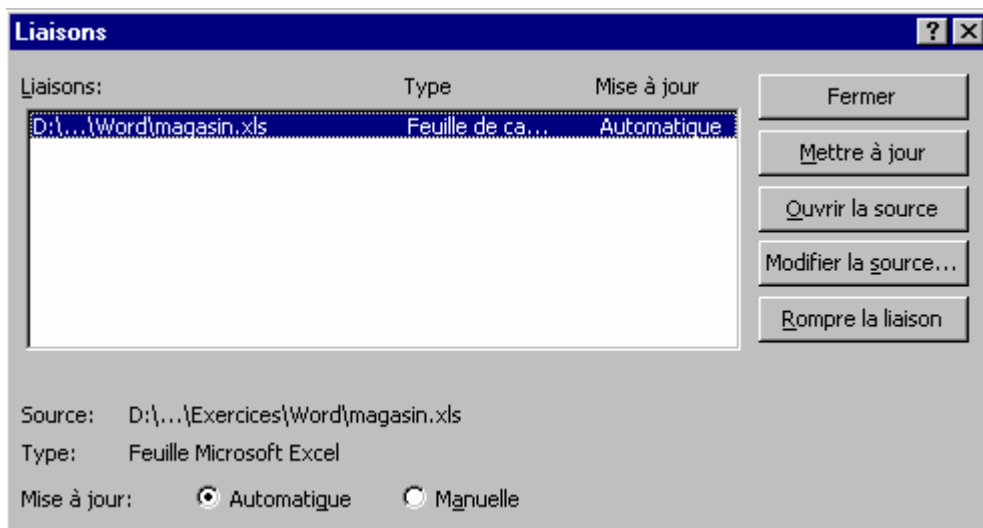 Liaisons
Liaisons: Type Mise à jour
D:\...\Word\magasin.xls Feuille de ca... Automatique
Fermer
Mettre à jour
Ouvrir la source
Modifier la source...
Rompre la liaison
Source: D:\...\Exercices\Word\magasin.xls
Type: Feuille Microsoft Excel
Mise à jour: Automatique Manuelle